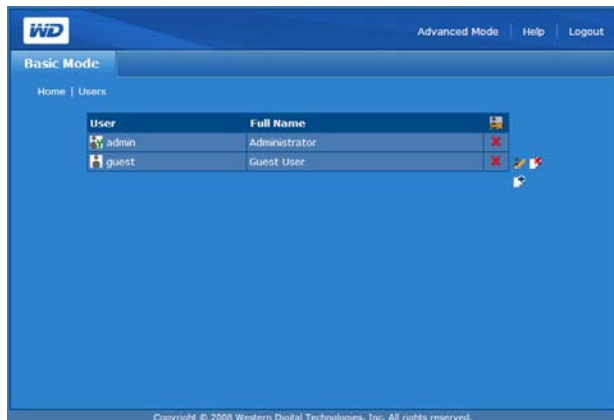 WD
Advanced Mode | Help | Logout
Basic Mode
Home | Users
User Full Name
admin Administrator
guest Guest User
Copyright © 2008 Western Digital Technologies, Inc. All rights reserved.